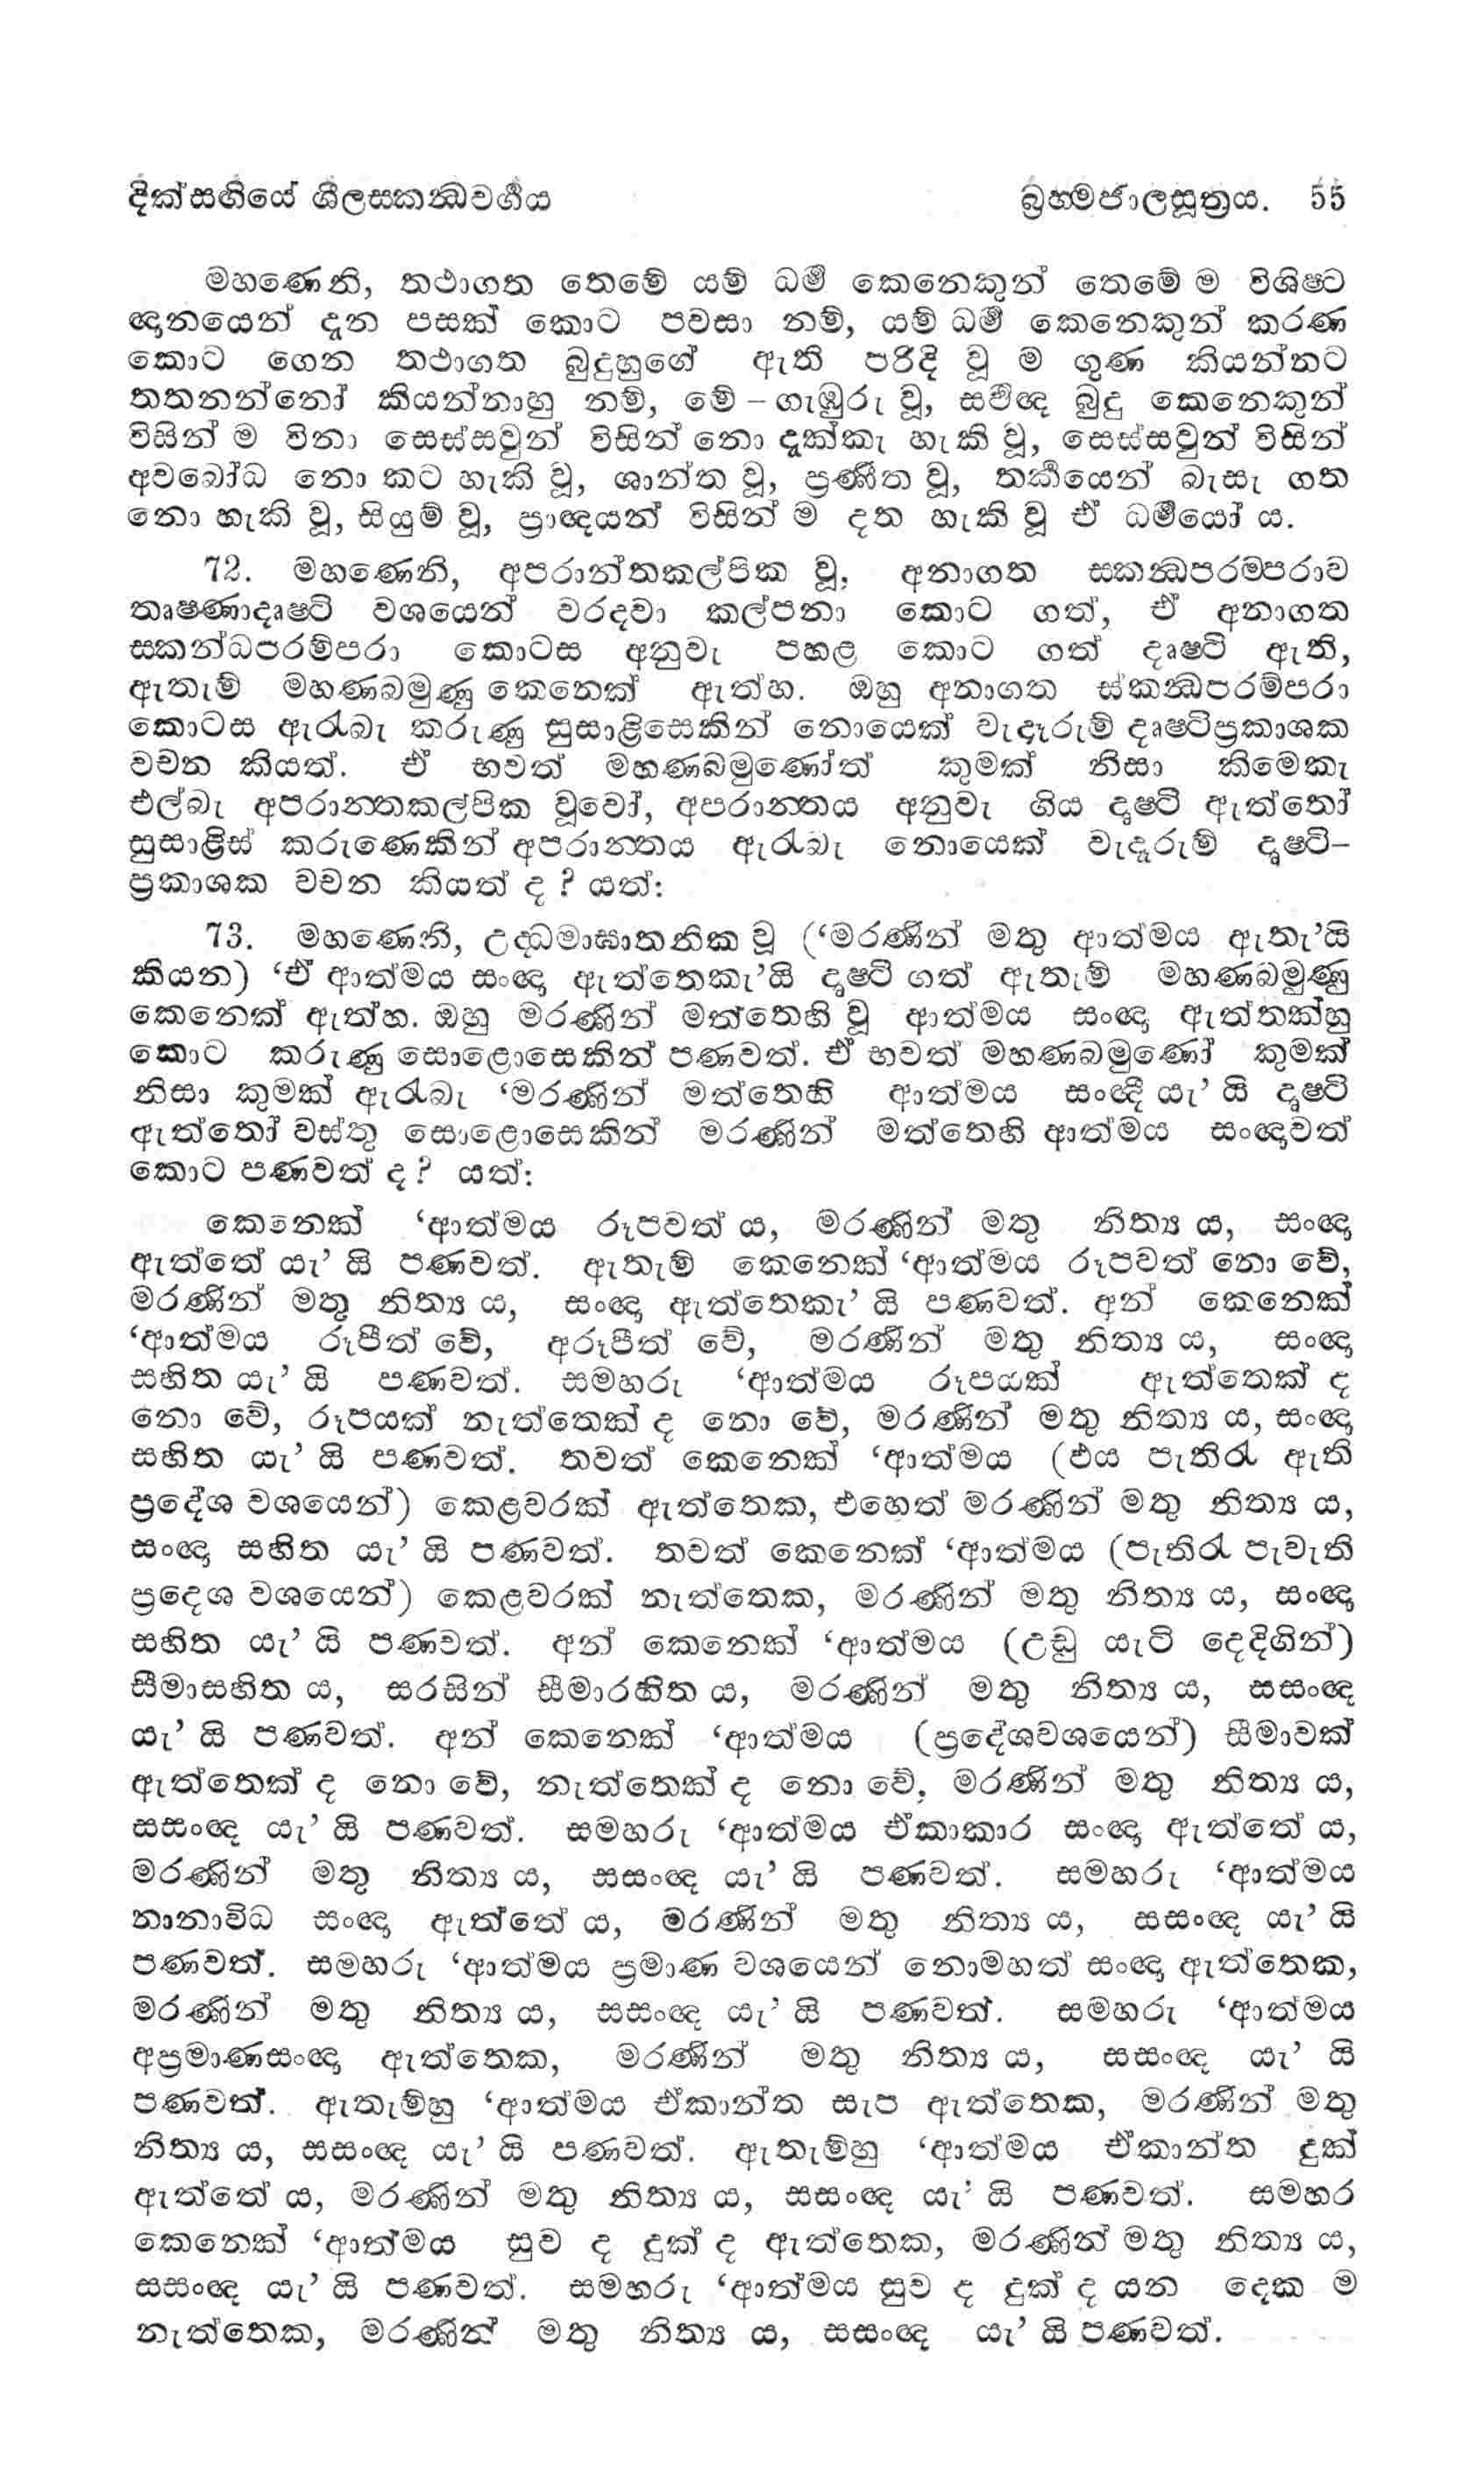 දික්සඟියේ ශීලස්කන්‍ධවර්‍ගය බ්‍රහ්මජාලසූත්‍රය. 55
මහණෙනි, තථාගත තෙමේ යම් ධර්‍ම කෙනෙකුන් තෙමේ ම විශිෂ්ට
ඥානයෙන් දැන පසක් කොට පවසා නම්, යම් ධර්‍ම කෙනෙකුන් කරණ
කොට ගෙන තථාගත බුදුහුගේ ඇති පරිදි වූ ම ගුණ කියන්නට
තතනන්නෝ කියන්නාහු නම්, මේ – ගැඹුරු වූ, සර්‍වඥ බුදු කෙනෙකුන්
විසින් ම විනා සෙස්සවුන් විසින් නො දැක්කැ හැකි වූ, සෙස්සවුන් විසින්
අවබෝධ නො කට හැකි වූ, ශාන්ත වූ, ප්‍රණීත වූ, තර්‍කයෙන් බැසැ ගත
නො හැකි වූ, සියුම් වූ, ප්‍රාඥයන් විසින් ම දත හැකි වූ ඒ ධර්‍මයෝ ය.
72. මහණෙනි, අපරාන්තකල්පික වූ, අනාගත ස්කන්‍ධපරම්පරාව
තෘෂ්ණාදෘෂ්ටි වශයෙන් වරදවා කල්පනා කොට ගත්, ඒ අනාගත
සකන්ධපරම්පරා කොටස අනුවැ පහළ කොට ගත් දෘෂ්ටි ඇති,
ඇතැම් මහණබමුණු කෙනෙක් ඇත්හ. ඔහු අනාගත ස්කන්‍ධපරම්පරා
කොටස ඇරැබැ කරුණු සුසාළිසෙකින් නොයෙක් වැදෑරුම් දෘෂ්ටිප්‍රකාශක
වචන කියත්. ඒ භවත් මහණබමුණෝත් කුමක් නිසා කිමෙකැ
එල්බැ අපරාන්‍තකල්පික වූවෝ, අපරාන්‍තය අනුවැ ගිය දෘෂ්ටි ඇත්තෝ
සුසාළිස් කරුණෙකින් අපරාන්‍තය ඇරැබැ නොයෙක් වැදෑරුම් දෘෂ්ටි–
ප්‍රකාශක වචන කියත් ද ? යත්:
73. මහණෙනි, උද්ධමාඝාතනික වූ (‘මරණින් මතු ආත්මය ඇතැ’යි
කියන) ‘ඒ ආත්මය සංඥා ඇත්තෙකැ’යි දෘෂ්ටි ගත් ඇතැම් මහණබමුණු
කෙනෙක් ඇත්හ. ඔහු මරණින් මත්තෙහි වූ ආත්මය සංඥා ඇත්තක්හු
කොට කරුණු සොළොසෙකින් පණවත්. ඒ භවත් මහණබමුණෝ කුමක්
නිසා කුමක් ඇරැබැ ‘මරණින් මත්තෙහි ආත්මය සංඥී යැ’ යි දෘෂ්ටි
ඇත්තෝ වස්තු සොළොසෙකින් මරණින් මත්තෙහි ආත්මය සංඥාවත්
කොට පණවත් ද ? යත්:
කෙනෙක් ‘ආත්මය රූපවත් ය, මරණින් මතු නිත්‍ය ය, සංඥා
ඇත්තේ යැ’ යි පණවත්. ඇතැම් කෙනෙක් ‘ආත්මය රූපවත් නො වේ,
මරණින් මතු නිත්‍ය ය, සංඥා ඇත්තෙකැ’ යි පණවත්. අන් කෙනෙක්
‘ආත්මය රූපීත් වේ, අරූපීත් වේ, මරණින් මතු නිත්‍ය ය, සංඥා
සහිත යැ’ යි පණවත්. සමහරු ‘ආත්මය රූපයක් ඇත්තෙක් ද
නො වේ, රූපයක් නැත්තෙක් ද නො වේ, මරණින් මතු නිත්‍ය ය, සංඥා
සහිත යැ’ යි පණවත්. තවත් කෙනෙක් ‘ආත්මය (එය පැතිරැ ඇති
ප්‍රදේශ වශයෙන්) කෙළවරක් ඇත්තෙක, එහෙත් මරණින් මතු නිත්‍ය ය,
සංඥා සහිත යැ’ යි පණවත්. තවත් කෙනෙක් ‘ආත්මය (පැතිරැ පැවැති
ප්‍රදෙශ වශයෙන්) කෙළවරක් නැත්තෙක, මරණින් මතු නිත්‍ය ය, සංඥා
සහිත යැ’ යි පණවත්. අන් කෙනෙක් ‘ආත්මය (උඩු යැටි දෙදිගින්)
සීමාසහිත ය, සරසින් සීමාරහිත ය, මරණින් මතු නිත්‍ය ය, සසංඥ
යැ’ යි පණවත්. අන් කෙනෙක් ‘ආත්මය (ප්‍රදේශවශයෙන්) සීමාවක්
ඇත්තෙක් ද නො වේ, නැත්තෙක් ද නො වේ, මරණින් මතු නිත්‍ය ය,
සසංඥ යැ’ යි පණවත්. සමහරු ‘ආත්මය ඒකාකාර සංඥා ඇත්තේ ය,
මරණින් මතු නිත්‍ය ය, සසංඥ යැ’ යි පණවත්. සමහරු ‘ආත්මය
නානාවිධ සංඥා ඇත්තේ ය, මරණින් මතු නිත්‍ය ය, සසංඥ යැ’ යි
පණවත්. සමහරු ‘ආත්මය ප්‍රමාණ වශයෙන් නොමහත් සංඥා ඇත්තෙක,
මරණින් මතු නිත්‍ය ය, සසංඥ යැ’ යි පණවත්. සමහරු ‘ආත්මය
අප්‍රමාණසංඥා ඇත්තෙක, මරණින් මතු නිත්‍ය ය, සසංඥ යැ’ යි
පණවත්. ඇතැම්හු ‘ආත්මය ඒකාන්ත සැප ඇත්තෙක, මරණින් මතු
නිත්‍ය ය, සසංඥ යැ’ යි පණවත්. ඇතැම්හු ‘ආත්මය ඒකාන්ත දුක්
ඇත්තේ ය, මරණින් මතු නිත්‍ය ය, සසංඥ යැ’ යි පණවත්. සමහර
කෙනෙක් ‘ආත්මය සුව ද දුක් ද ඇත්තෙක, මරණින් මතු නිත්‍ය ය,
සසංඥ යැ’ යි පණවත්. සමහරු ‘ආත්මය සුව ද දුක් ද යන දෙක ම
නැත්තෙක, මරණින් මතු නිත්‍ය ය, සසංඥ යැ’ යි පණවත්.